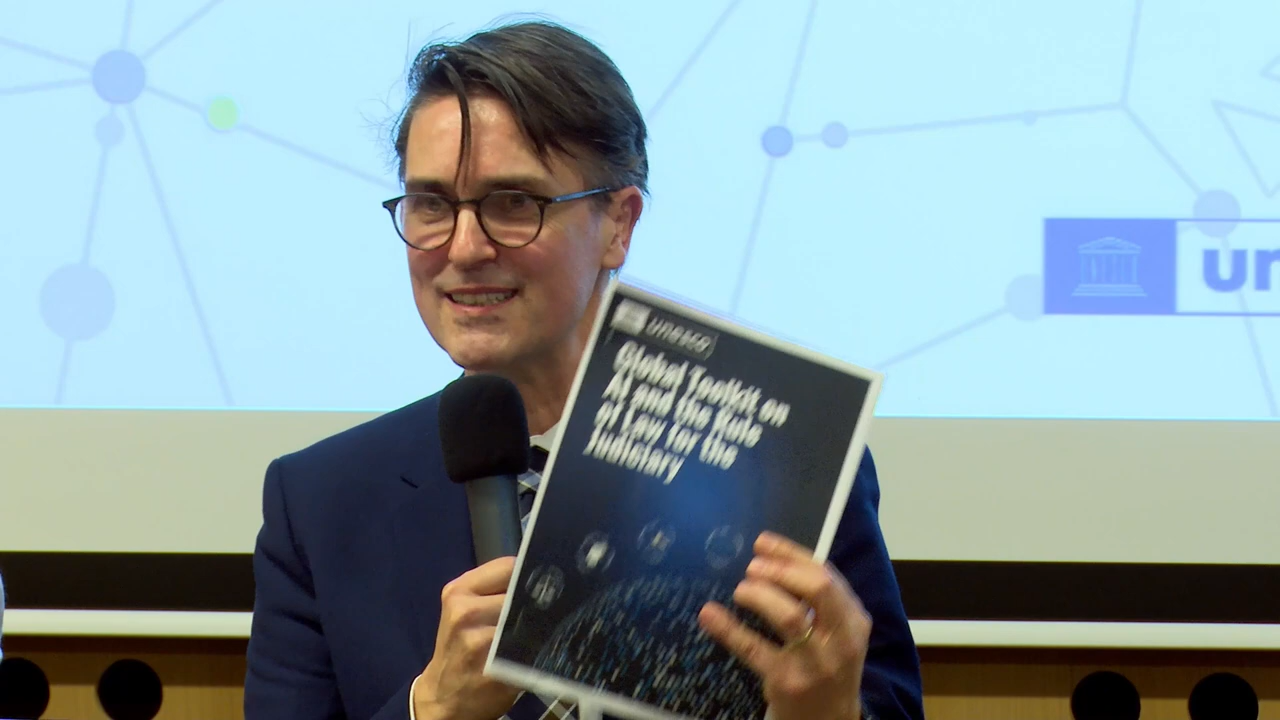 un
unesco
Global Toolkit on
AI and the Rule
of Law for the
Judiciary